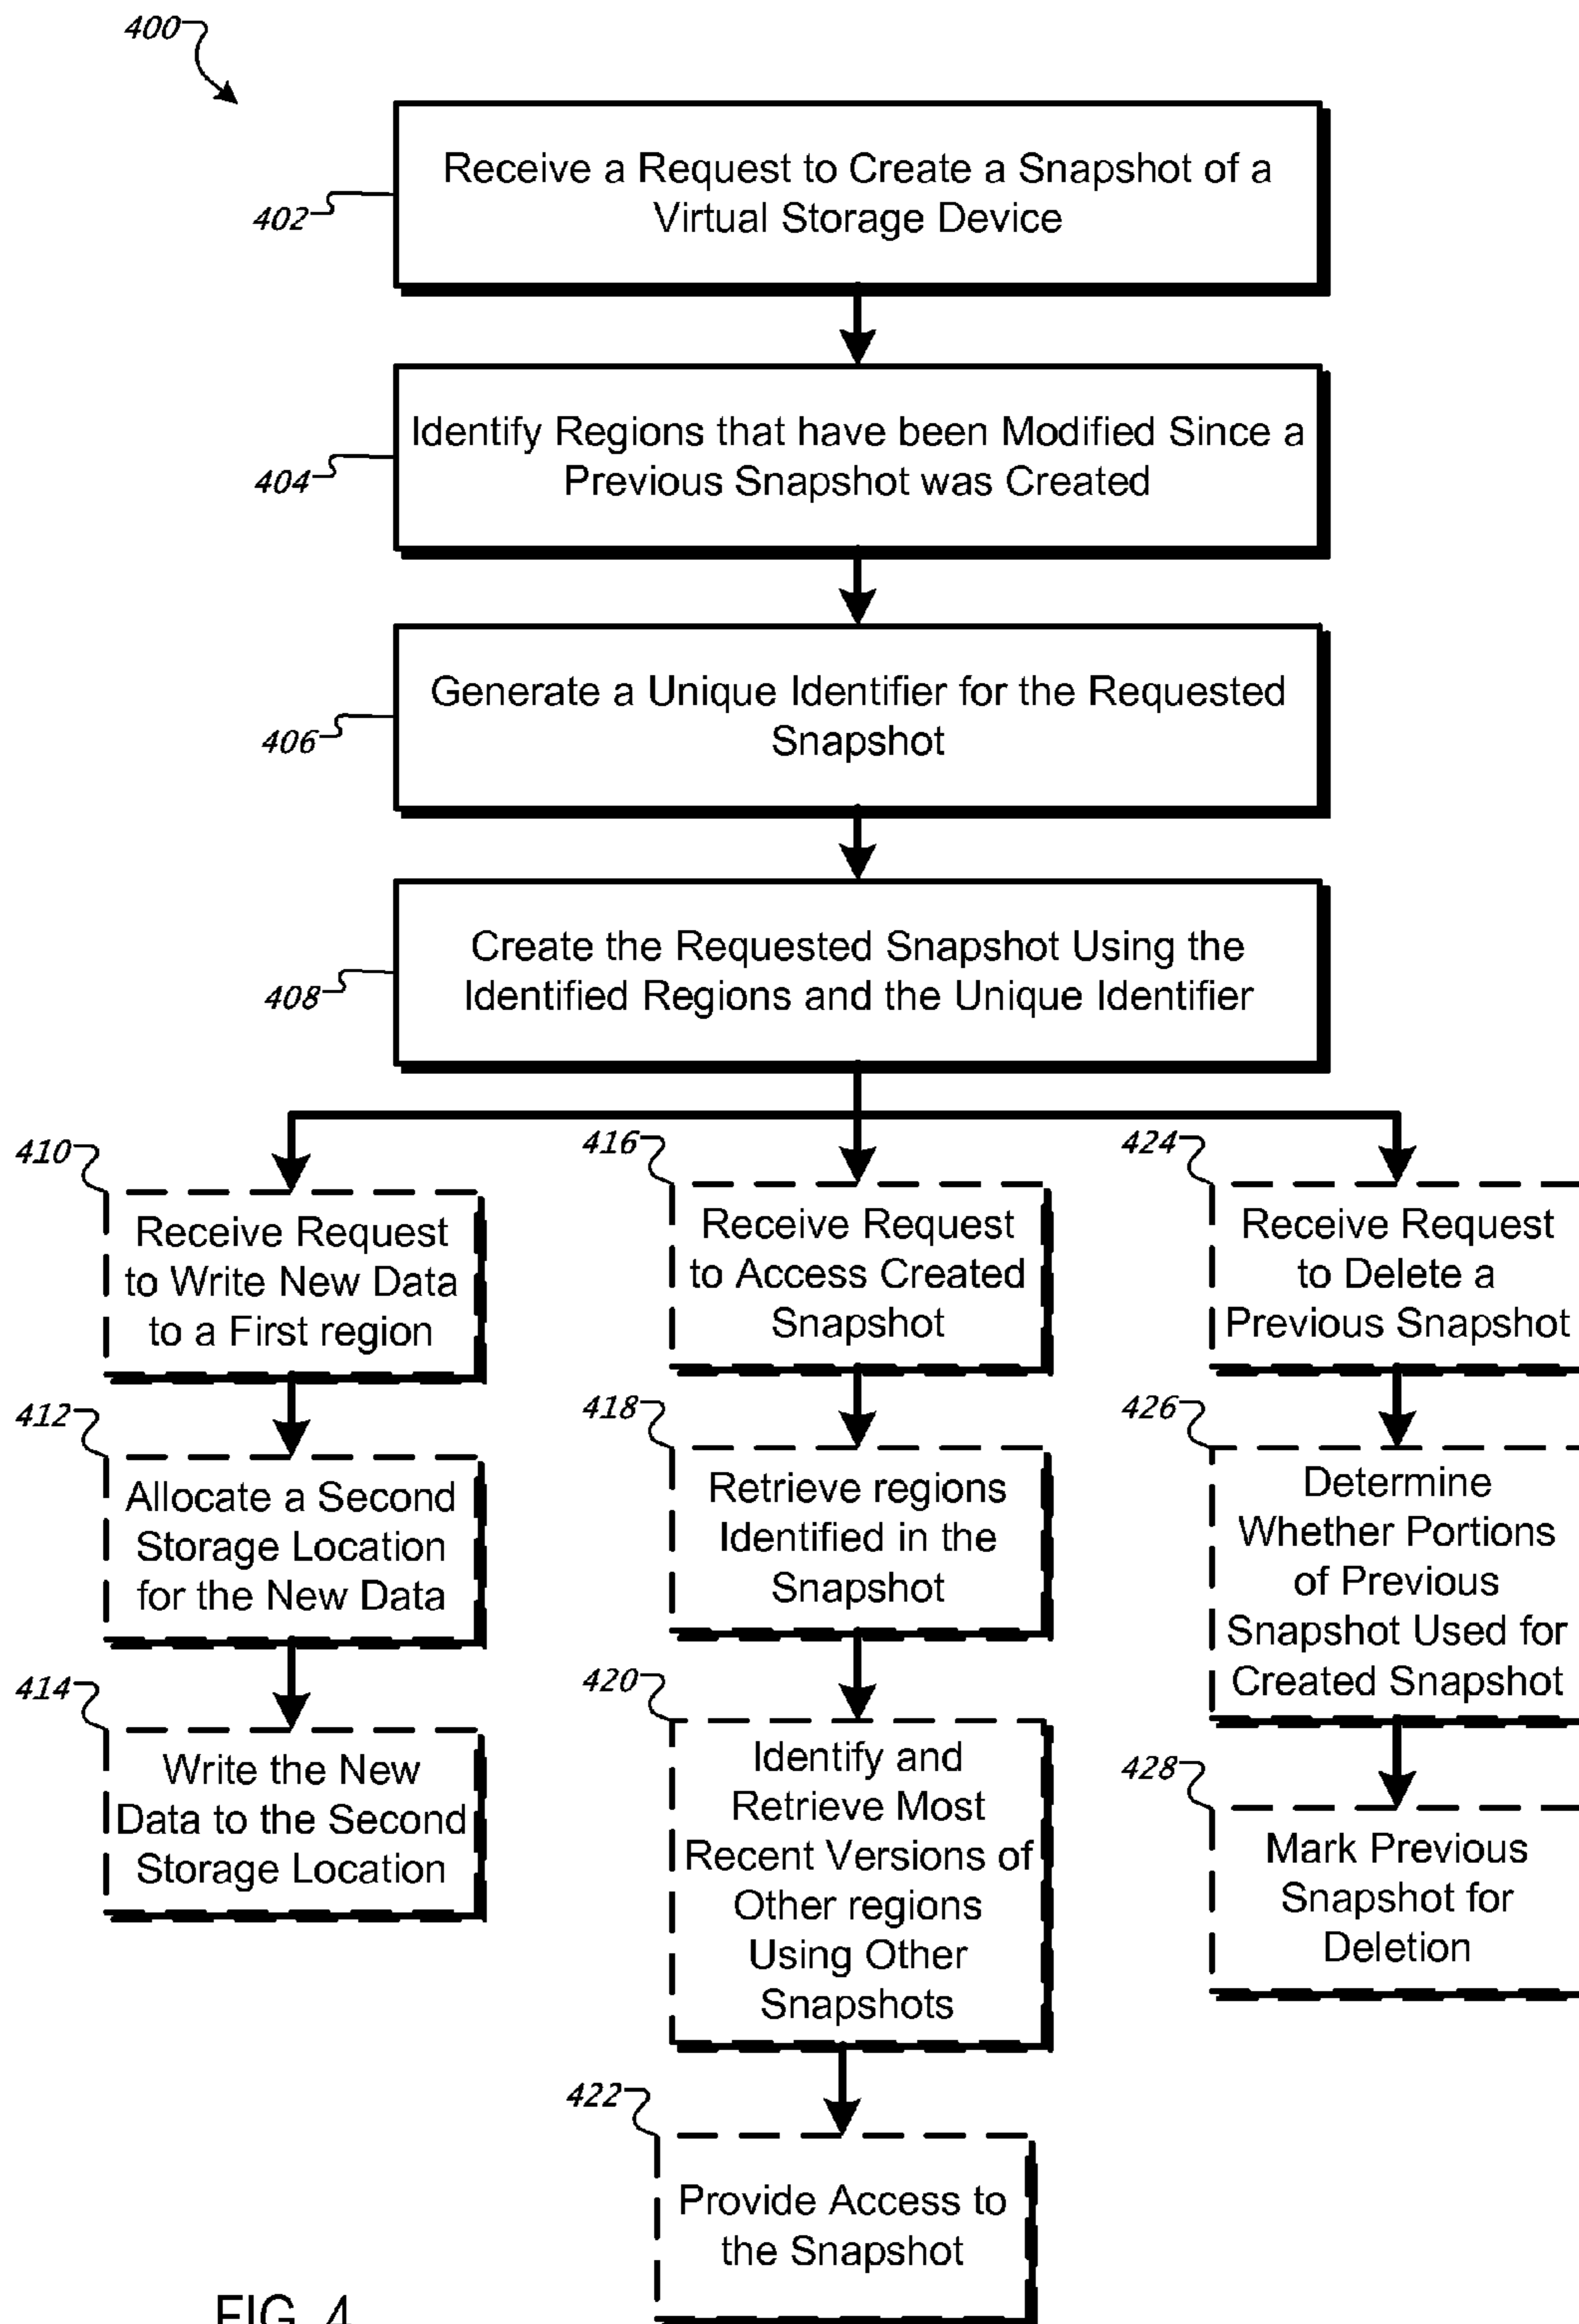 400
402
Receive a Request to Create a Snapshot of a
Virtual Storage Device
404
Identify Regions that have been Modified Since a
Previous Snapshot was Created
406
Generate a Unique Identifier for the Requested
Snapshot
408
Create the Requested Snapshot Using the
Identified Regions and the Unique Identifier
410
Receive Request
to Write New Data
to a First region
412
Allocate a Second
Storage Location
for the New Data
414
Write the New
Data to the Second
Storage Location
416
Receive Request
to Access Created
Snapshot
418
Retrieve regions
Identified in the
Snapshot
420
Identify and
Retrieve Most
Recent Versions of
Other regions
Using Other
Snapshots
422
Provide Access to
the Snapshot
424
Receive Request
to Delete a
Previous Snapshot
426
Determine
Whether Portions
of Previous
Snapshot Used for
Created Snapshot
428
Mark Previous
Snapshot for
Deletion
FIG. 4